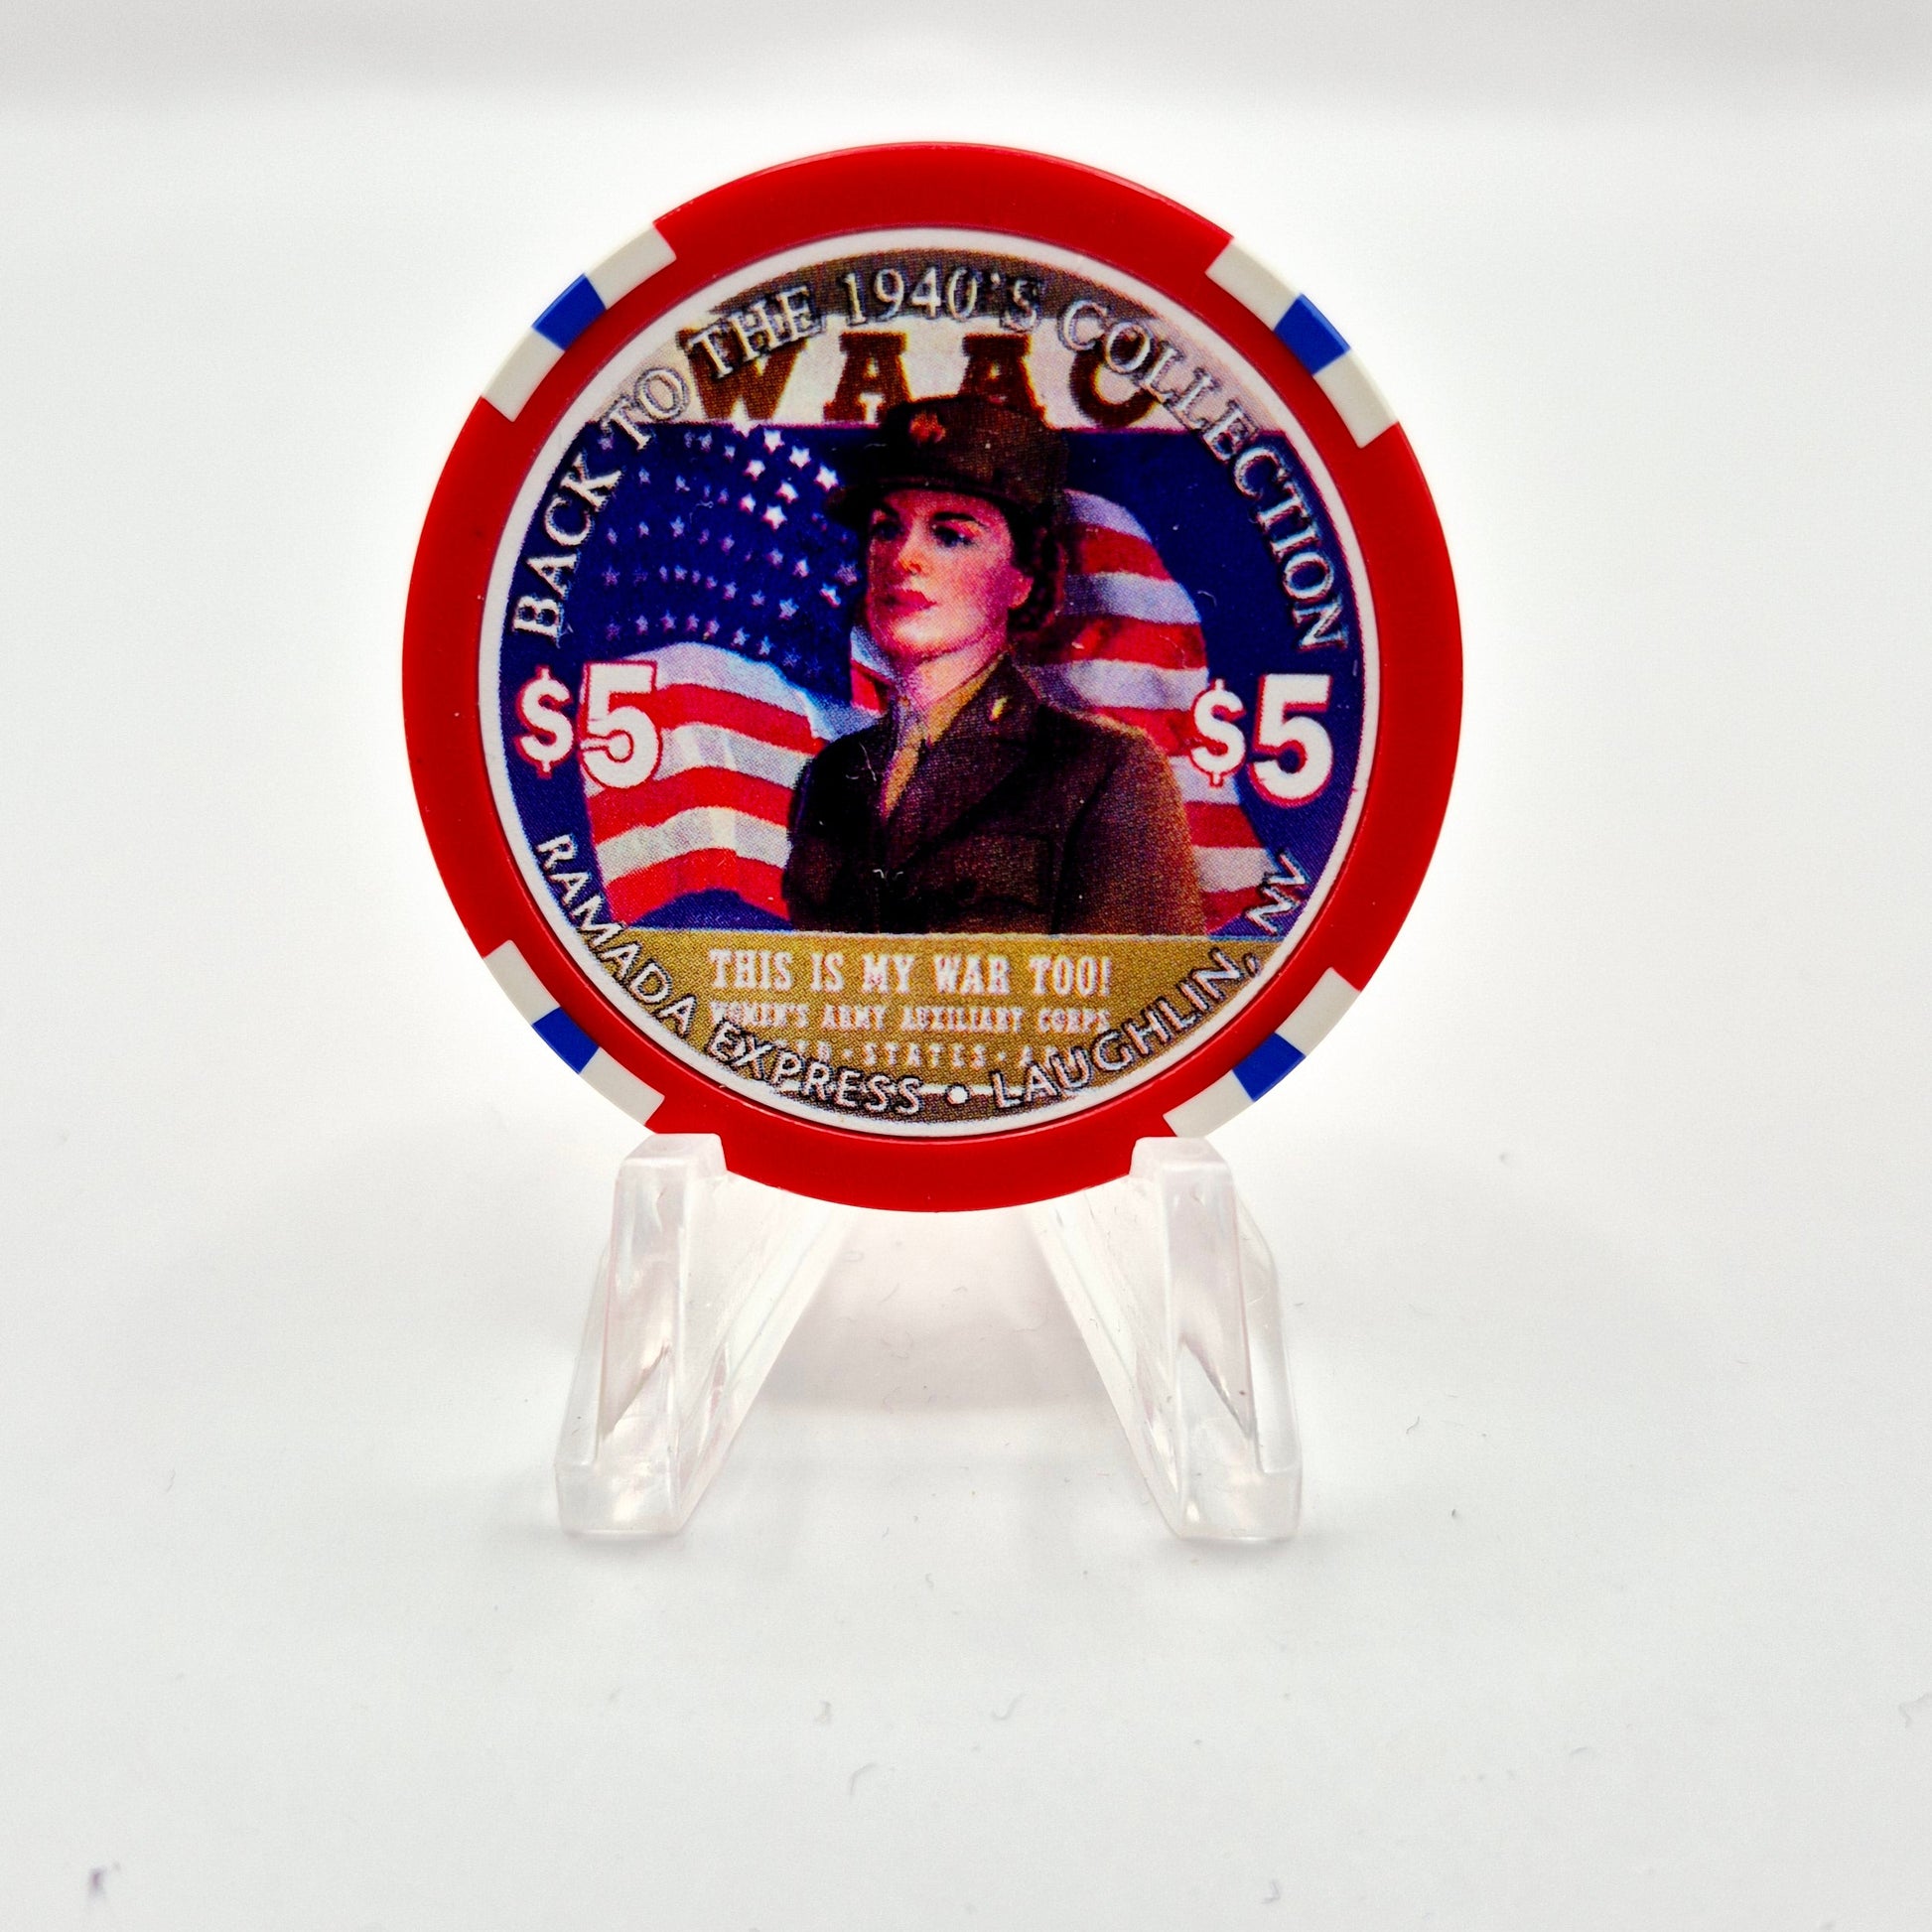 BACK TO THE 1940'S COLLECTION
WAAC
$5 $5
THIS IS MY WAR TOO!
WOMEN'S ARMY AUXILIARY CORPS
STATES
RAMADA EXPRESS • LAUGHLIN, NV